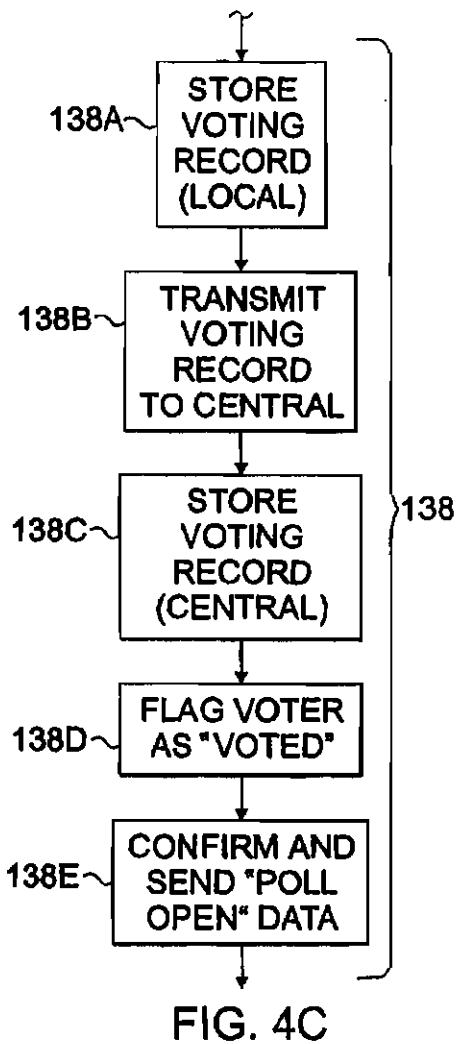 138A
STORE
VOTING
RECORD
(LOCAL)
138B
TRANSMIT
VOTING
RECORD
TO CENTRAL
138C
STORE
VOTING
RECORD
(CENTRAL)
138
138D
FLAG VOTER
AS "VOTED"
138E
CONFIRM AND
SEND "POLL
OPEN" DATA
FIG. 4C